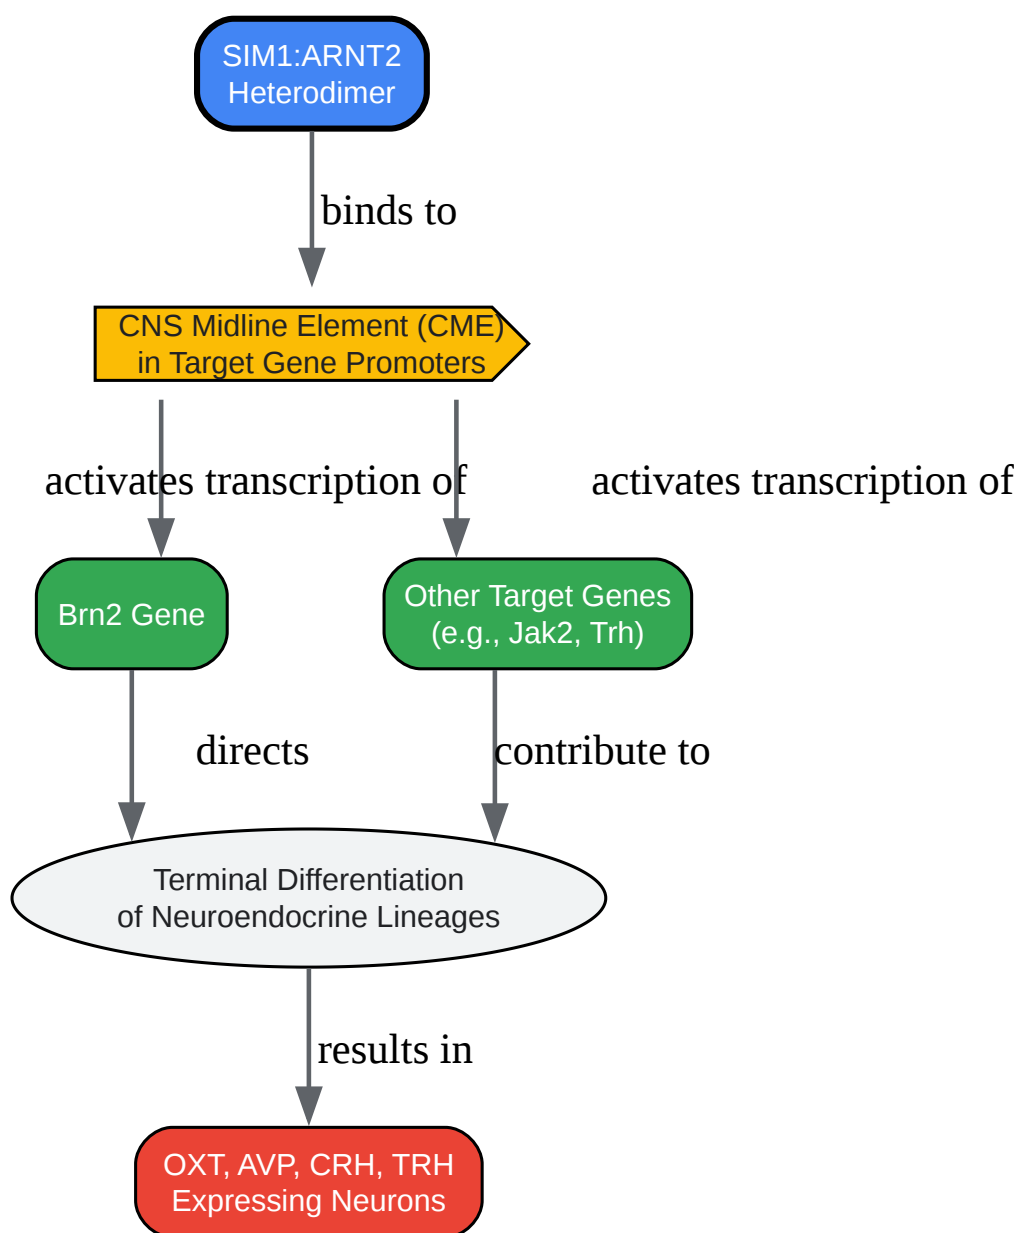 SIM1:ARNT2
Heterodimer
binds to
CNS Midline Element (CME)
in Target Gene Promoters
activates transcription of
activates transcription of
Brn2 Gene
Other Target Genes
(e.g., Jak2, Trh)
directs
contribute to
Terminal Differentiation
of Neuroendocrine Lineages
results in
OXT, AVP, CRH, TRH
Expressing Neurons